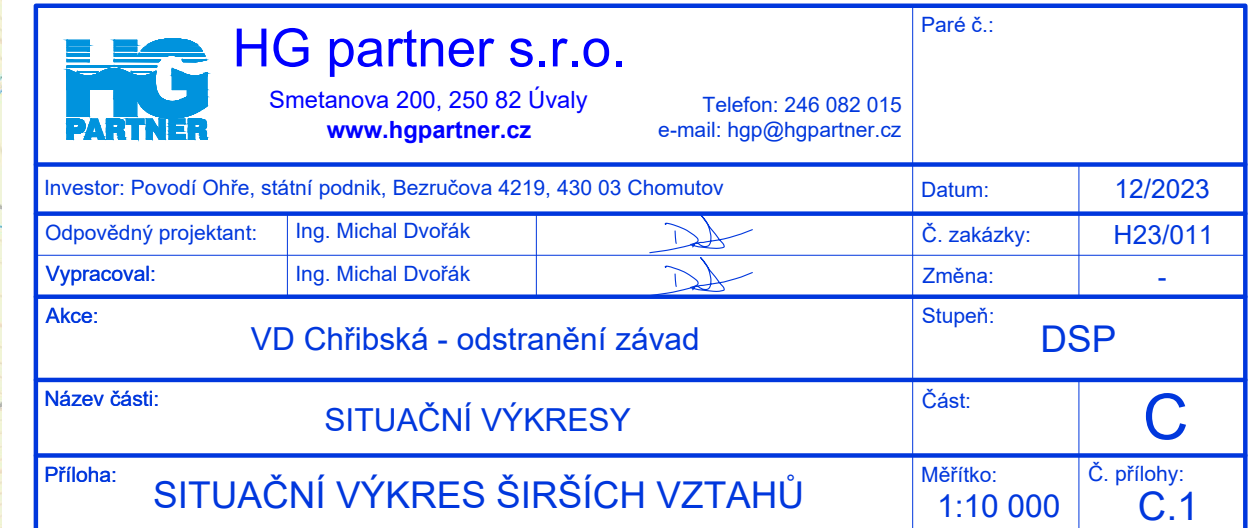 HG
PARTNER
HG partner s.r.o.
Smetanova 200, 250 82 Úvaly
www.hgpartner.cz
Telefon: 246 082 015
e-mail: hgp@hgpartner.cz
Paré č.:
Investor: Povodí Ohře, státní podnik, Bezručova 4219, 430 03 Chomutov
Datum: 12/2023
Odpovědný projektant: Ing. Michal Dvořák
Č. zakázky: H23/011
Vypracoval: Ing. Michal Dvořák
Změna: -
Akce:
VD Chřibská - odstranění závad
Stupeň:
DSP
Název části:
SITUAČNÍ VÝKRESY
Část:
C
Příloha:
SITUAČNÍ VÝKRES ŠIRŠÍCH VZTAHŮ
Měřítko:
1:10 000
Č. přílohy:
C.1